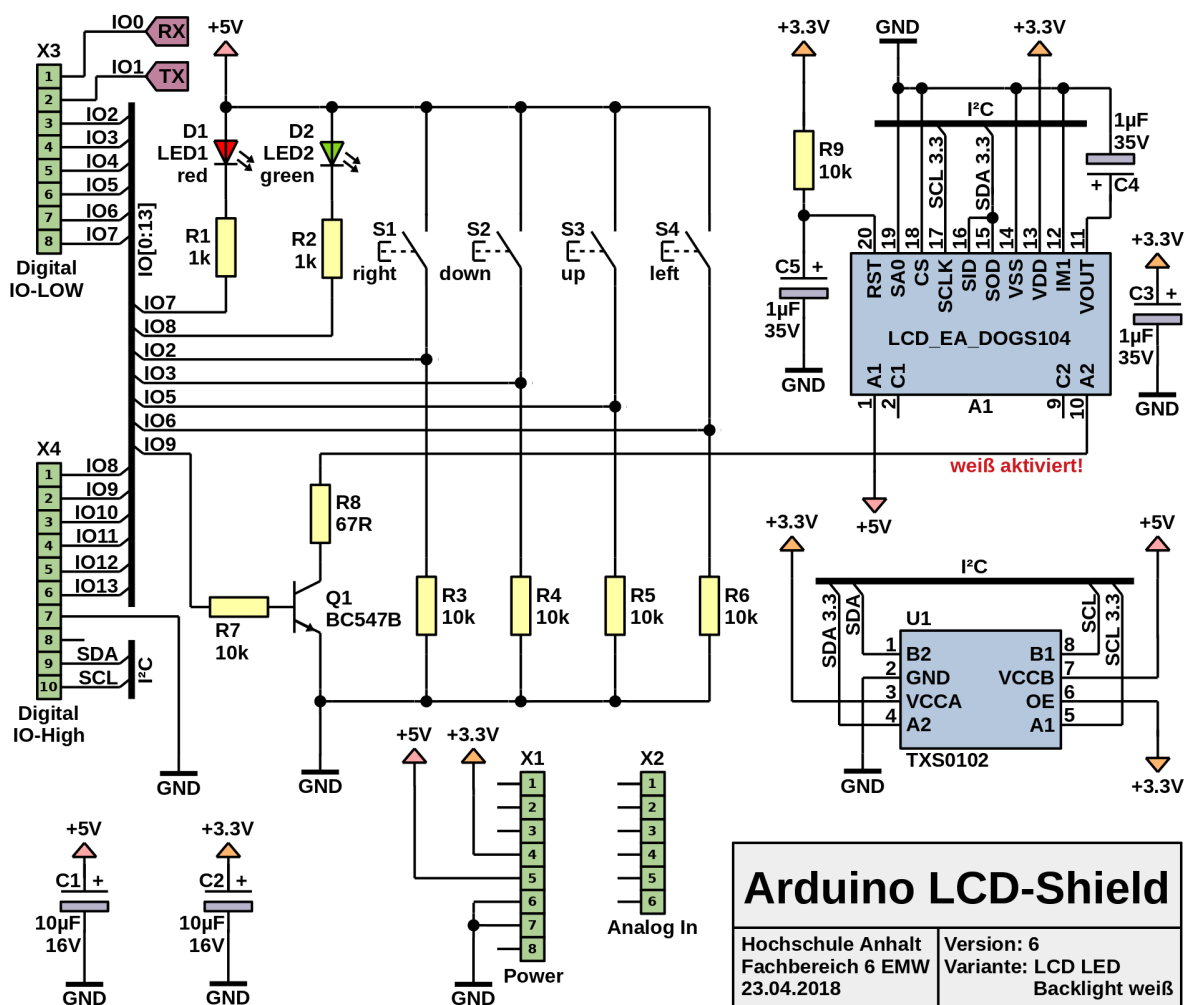 IO0
RX
IO1
TX
X3
1
2
3
4
5
6
7
8
IO2
IO3
IO4
IO5
IO6
IO7
Digital
IO-LOW
IO[0:13]
+5V
D1
LED1
red
D2
LED2
green
R1
1k
R2
1k
S1
right
S2
down
S3
up
S4
left
IO7
IO8
IO2
IO3
IO5
IO6
IO9
X4
1
2
3
4
5
6
7
8
9
10
IO8
IO9
IO10
IO11
IO12
IO13
SDA
SCL
I²C
Digital
IO-High
GND
R7
10k
R8
67R
Q1
BC547B
R3
10k
R4
10k
R5
10k
R6
10k
GND
+3.3V
GND
+3.3V
R9
10k
I²C
SCL 3.3
SDA 3.3
1µF
35V
+
C4
20
19
18
17
16
15
14
13
12
11
RST
SA0
CS
SCLK
SID
SOD
VSS
VDD
IM1
VOUT
LCD_EA_DOGS104
A1
C1
C2
A2
1
2
9
10
A1
C5
+
1µF
35V
GND
+3.3V
C3
+
1µF
35V
GND
weiß aktiviert!
+5V
+3.3V
+5V
I²C
SDA 3.3
SDA
SCL
SCL 3.3
U1
1
2
3
4
B2
GND
VCCA
A2
B1
VCCB
OE
A1
8
7
6
5
TXS0102
GND
+3.3V
+5V
+3.3V
X1
1
2
3
4
5
6
7
8
Power
GND
X2
1
2
3
4
5
6
Analog In
+5V
C1
+
10µF
16V
GND
+3.3V
C2
+
10µF
16V
GND
Arduino LCD-Shield
Hochschule Anhalt
Fachbereich 6 EMW
23.04.2018
Version: 6
Variante: LCD LED
Backlight weiß